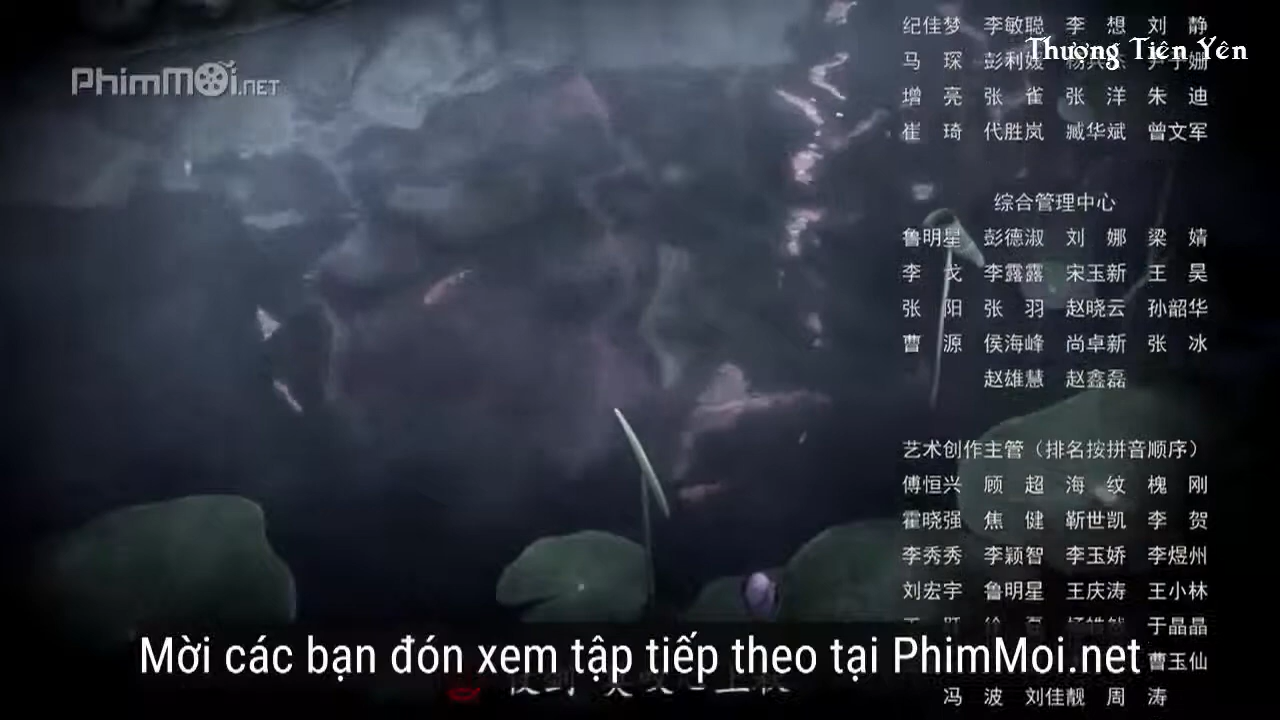 纪佳梦 李敏聪 李 想 刘 静
Thượng Tiên Yên
PhimMoi.NET
马 琛 彭利媛
增 亮 张 雀 张 洋 朱 迪
崔 琦 代胜岚 臧华斌 曾文军
综合管理中心
鲁明星 彭德淑 刘 娜 梁 婧
李 戈 李露露 宋玉新 王 昊
张 阳 张 羽 赵晓云 孙韶华
曹 源 侯海峰 尚卓新 张 冰
赵雄慧 赵鑫磊
艺术创作主管（排名按拼音顺序）
傅恒兴 顾 超 海 纹 槐 刚
霍晓强 焦 健 靳世凯 李 贺
李秀秀 李颖智 李玉娇 李煜州
刘宏宇 鲁明星 王庆涛 王小林
于晶晶
Mời các bạn đón xem tập tiếp theo tại PhimMoi.net
曹玉仙
冯 波 刘佳靓 周 涛